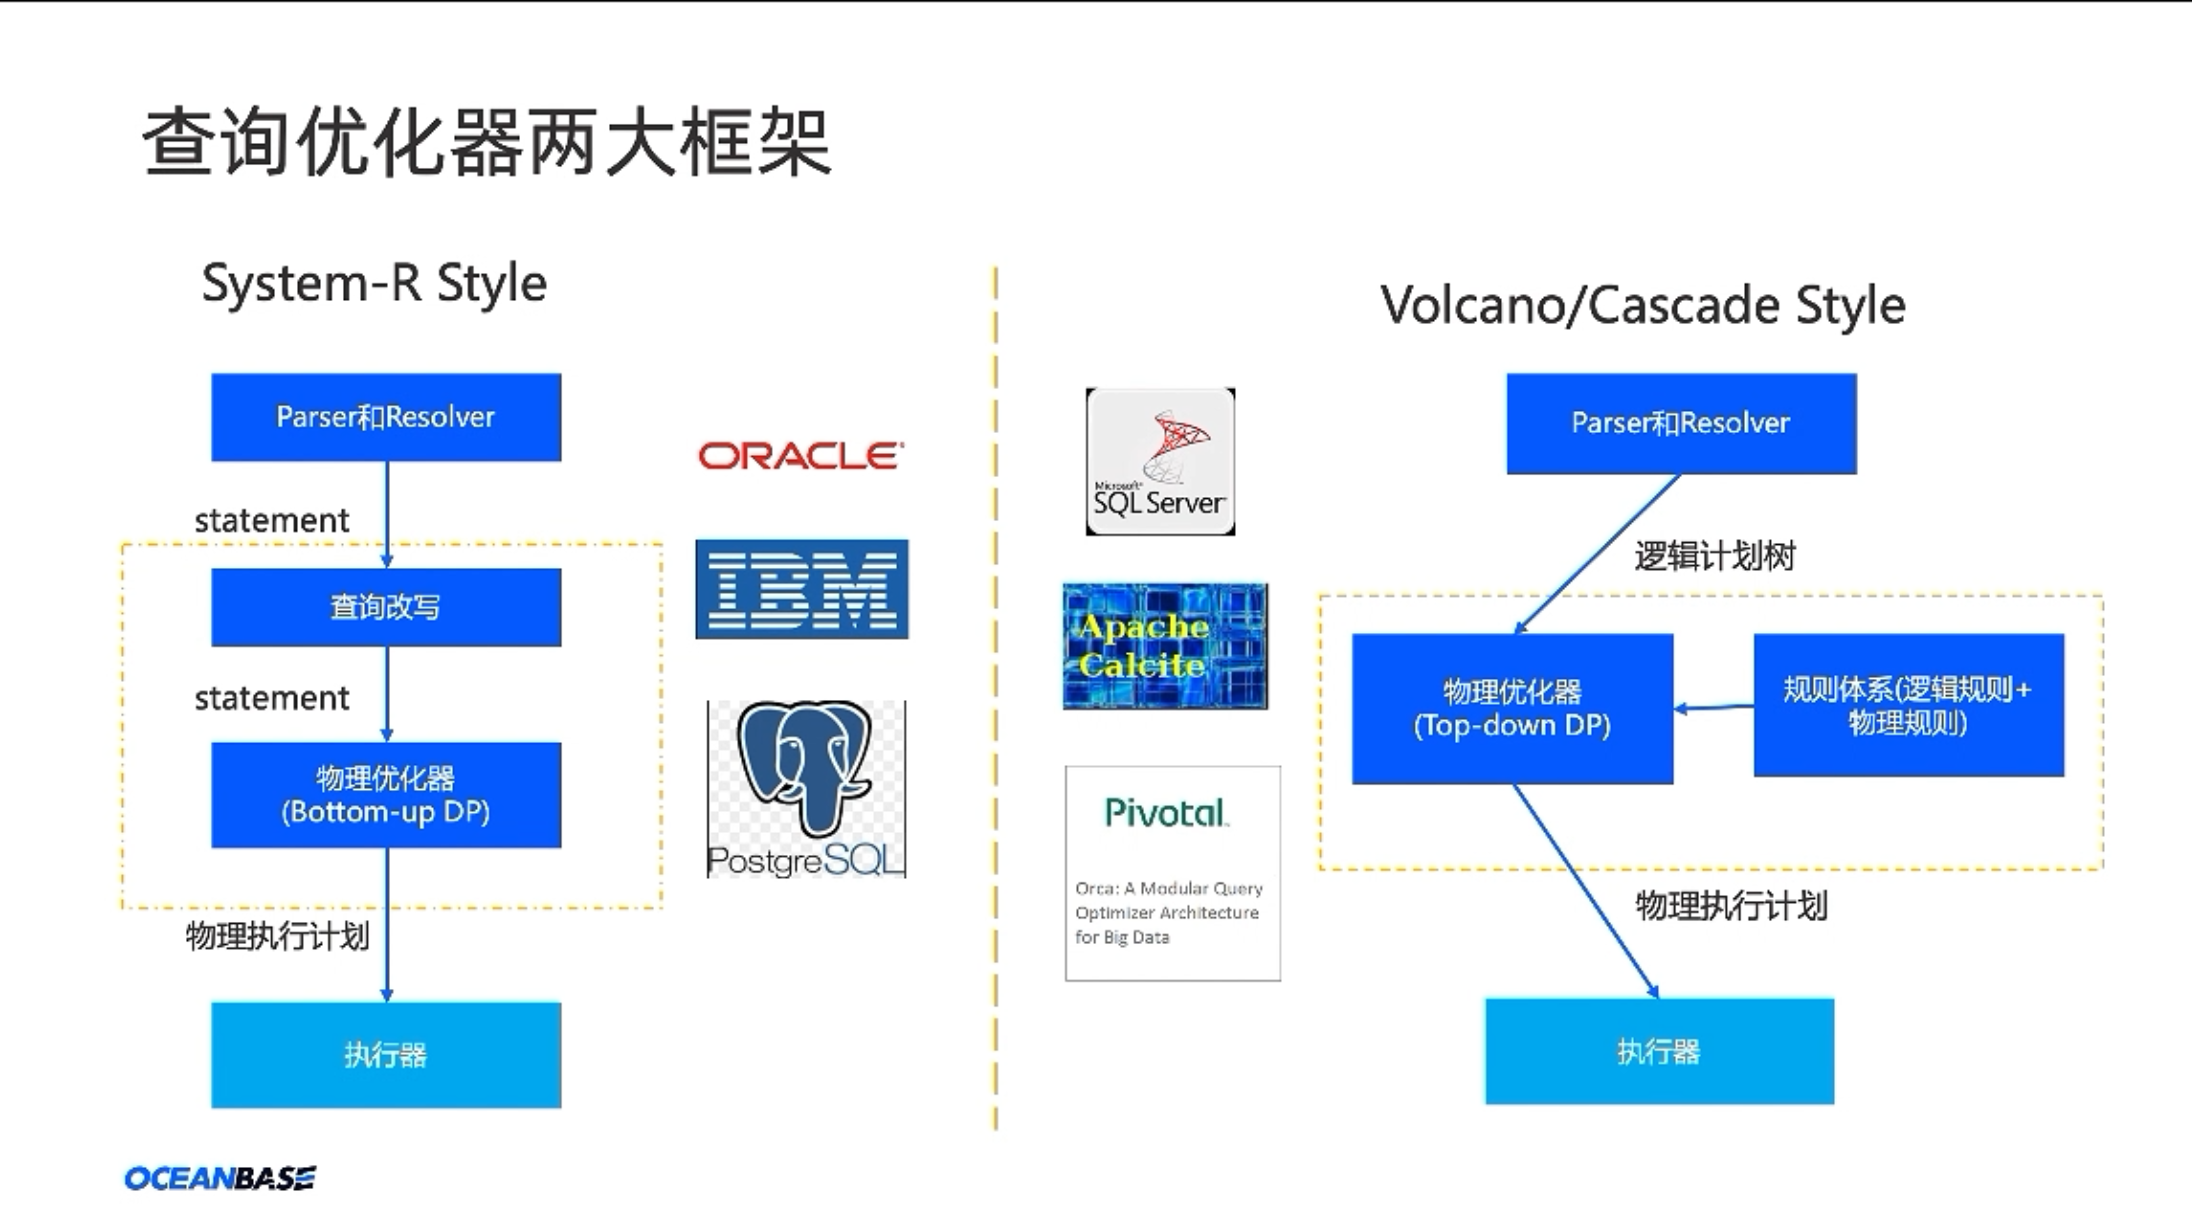 查询优化器两大框架
System-R Style
Parser和Resolver
statement
查询改写
statement
物理优化器
(Bottom-up DP)
物理执行计划
执行器
ORACLE
IBM
PostgreSQL
Volcano/Cascade Style
Microsoft
SQL Server
Apache
Calcite
Pivotal
Orca: A Modular Query
Optimizer Architecture
for Big Data
Parser和Resolver
逻辑计划树
物理优化器
(Top-down DP)
规则体系(逻辑规则+
物理规则)
物理执行计划
执行器
OCEANBASE